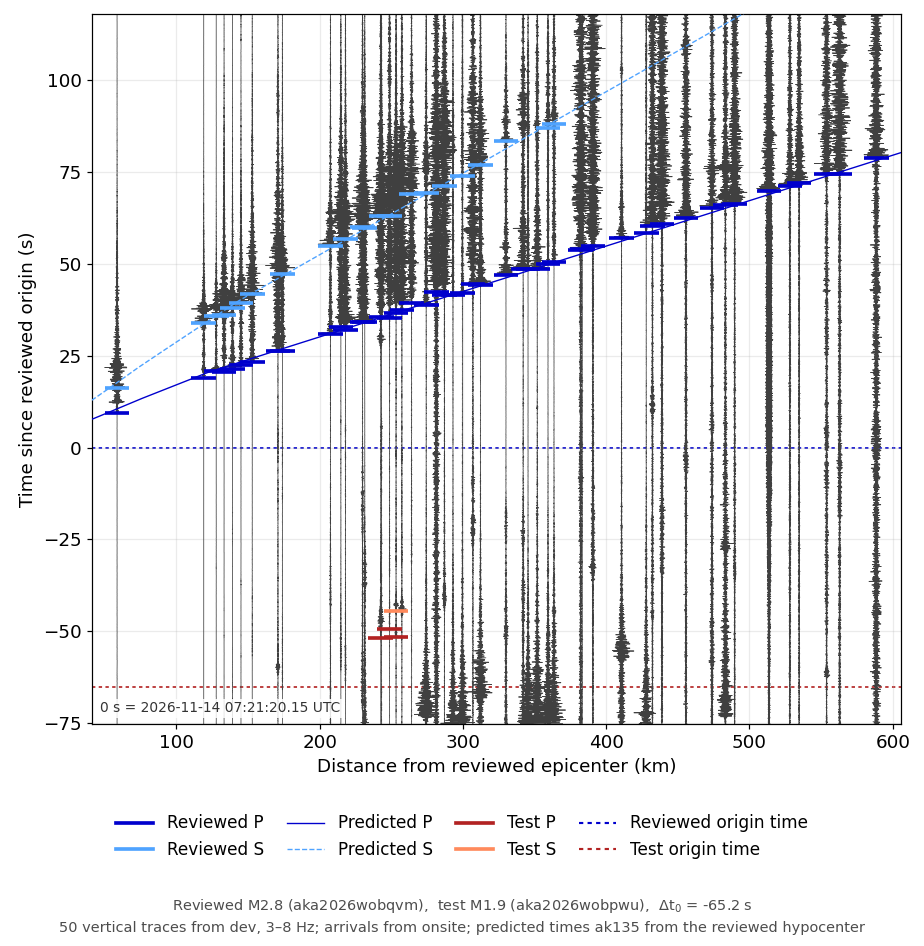 100
75
50
25
0
−25
−50
−75
Time since reviewed origin (s)
0 s = 2026-11-14 07:21:20.15 UTC
100 200 300 400 500 600
Distance from reviewed epicenter (km)
Reviewed P Predicted P Test P Reviewed origin time
Reviewed S Predicted S Test S Test origin time
Reviewed M2.8 (aka2026wobqvm), test M1.9 (aka2026wobpwu), Δt₀ = -65.2 s
50 vertical traces from dev, 3–8 Hz; arrivals from onsite; predicted times ak135 from the reviewed hypocenter